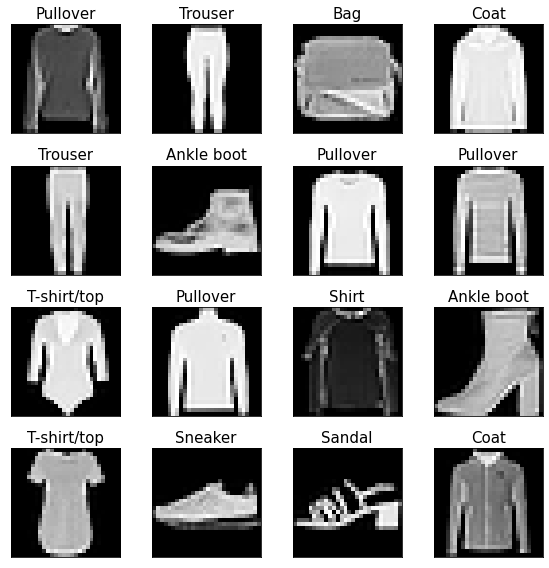 Pullover Trouser Bag Coat
Trouser Ankle boot Pullover Pullover
T-shirt/top Pullover Shirt Ankle boot
T-shirt/top Sneaker Sandal Coat